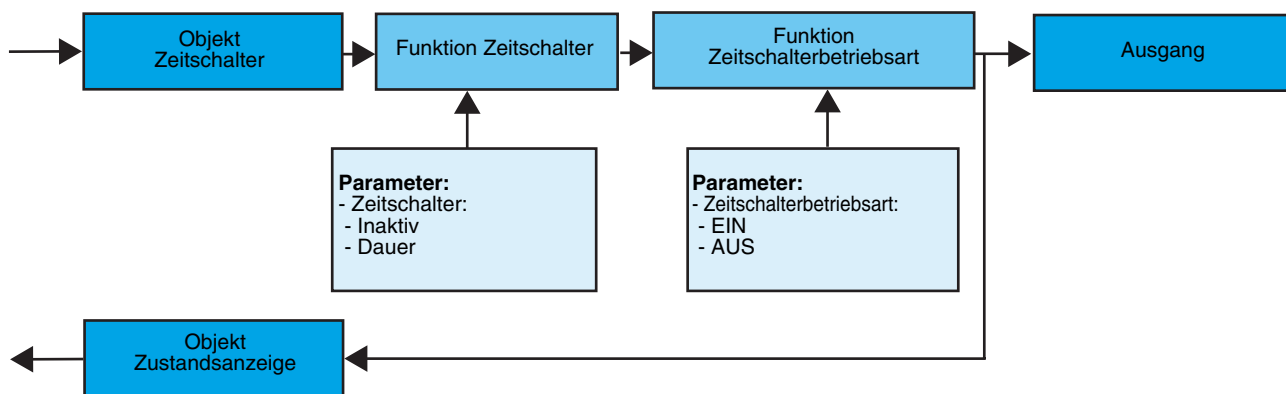 Objekt
Zeitschalter
Funktion Zeitschalter
Funktion
Zeitschalterbetriebsart
Ausgang
Parameter:
- Zeitschalter:
- Inaktiv
- Dauer
Parameter:
- Zeitschalterbetriebsart:
- EIN
- AUS
Objekt
Zustandsanzeige